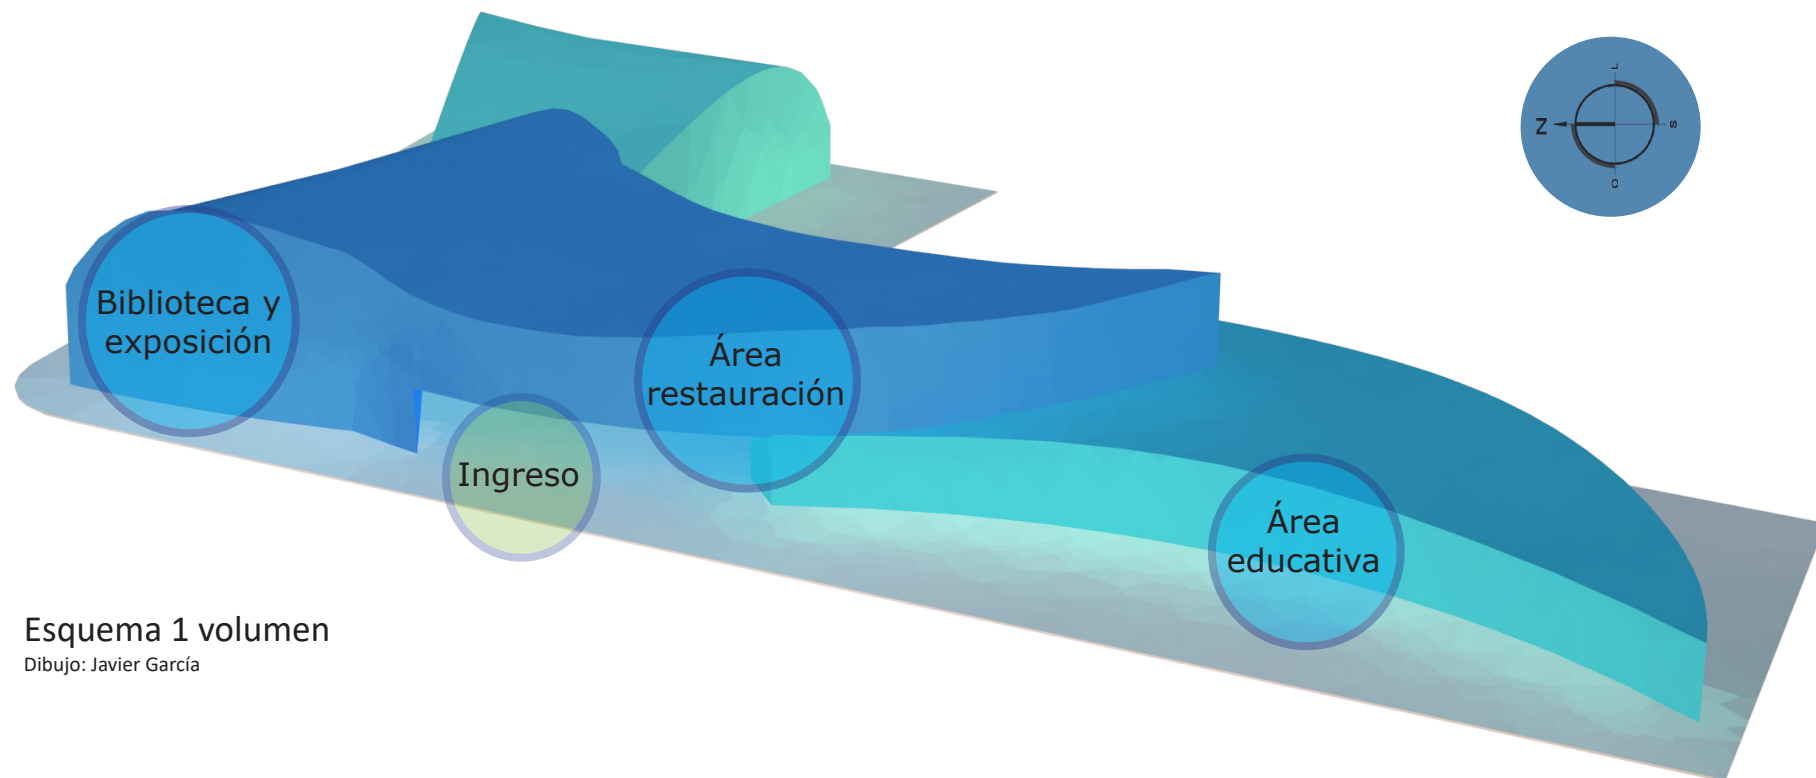 L
Z
S
O
Biblioteca y
exposición
Área
restauración
Ingreso
Área
educativa
Esquema 1 volumen
Dibujo: Javier García